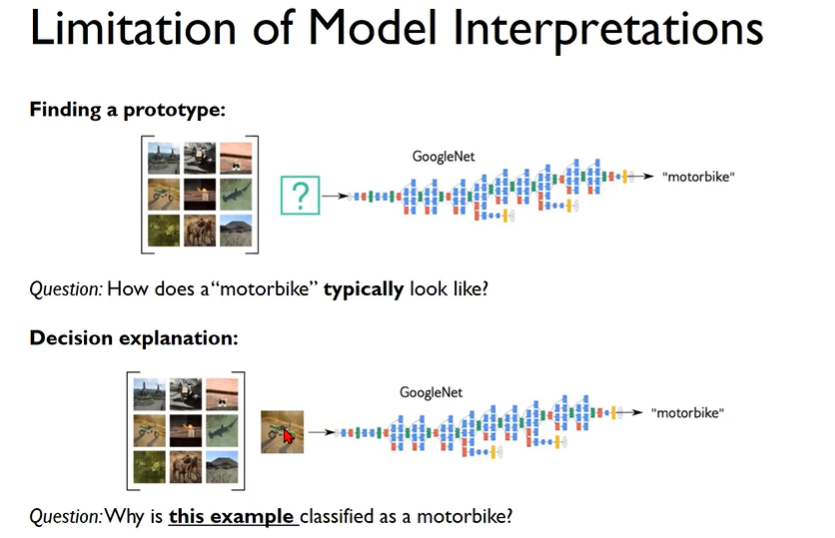 Limitation of Model Interpretations
Finding a prototype:
GoogleNet
?
"motorbike"
Question: How does a “motorbike” typically look like?
Decision explanation:
GoogleNet
"motorbike"
Question: Why is this example classified as a motorbike?